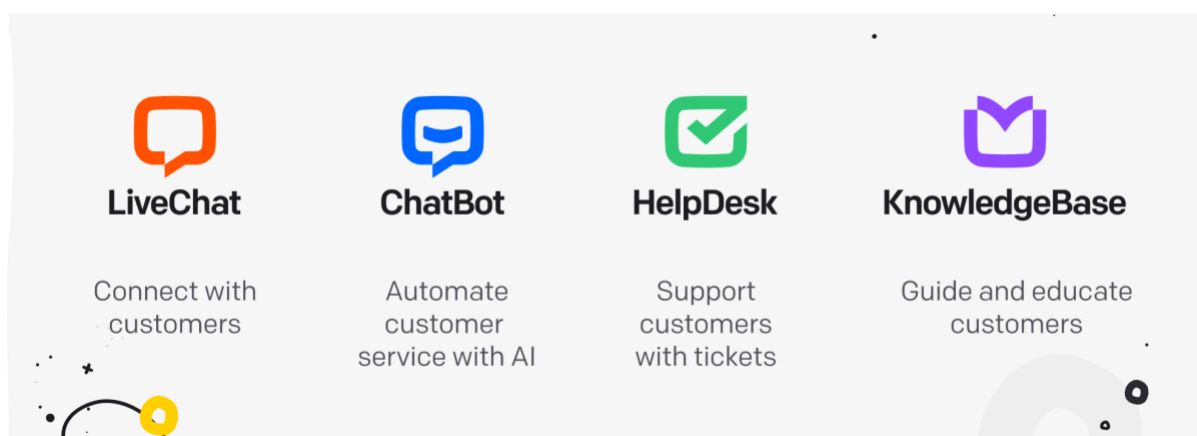 LiveChat
Connect with
customers
ChatBot
Automate
customer
service with AI
HelpDesk
Support
customers
with tickets
KnowledgeBase
Guide and educate
customers